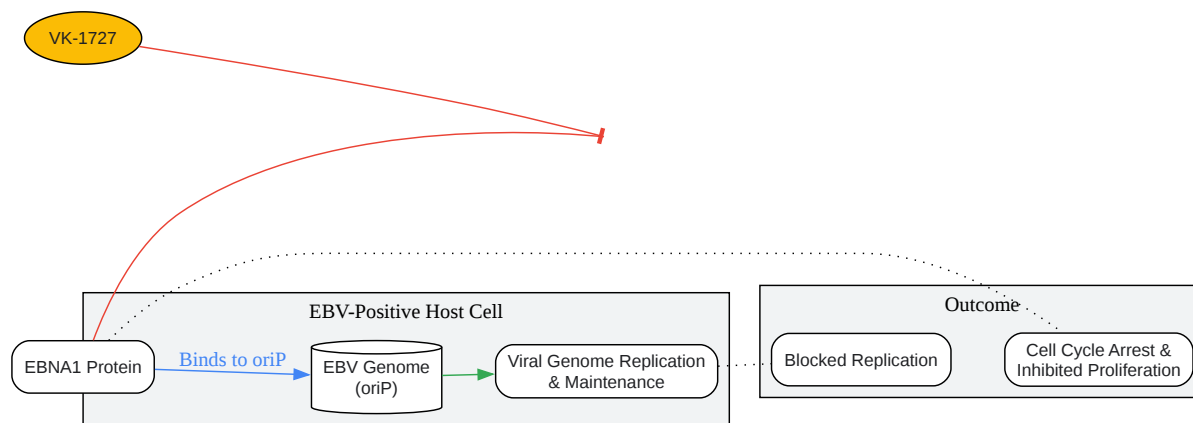 VK-1727
EBV-Positive Host Cell
Outcome
EBNA1 Protein
Binds to oriP
EBV Genome
(oriP)
Viral Genome Replication
& Maintenance
Blocked Replication
Cell Cycle Arrest &
Inhibited Proliferation